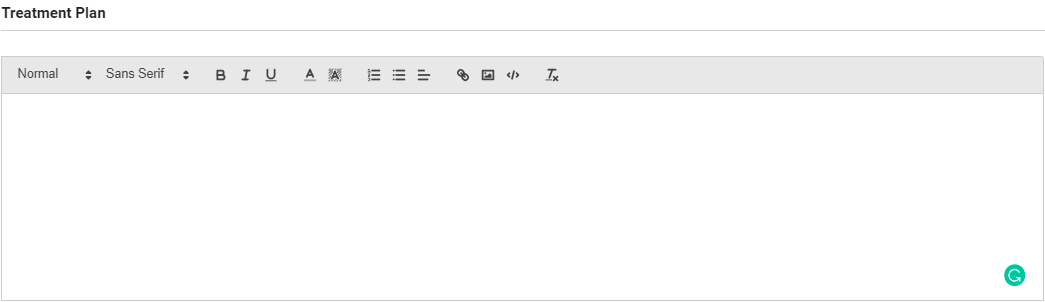 Treatment Plan
Normal Sans Serif B I U A A